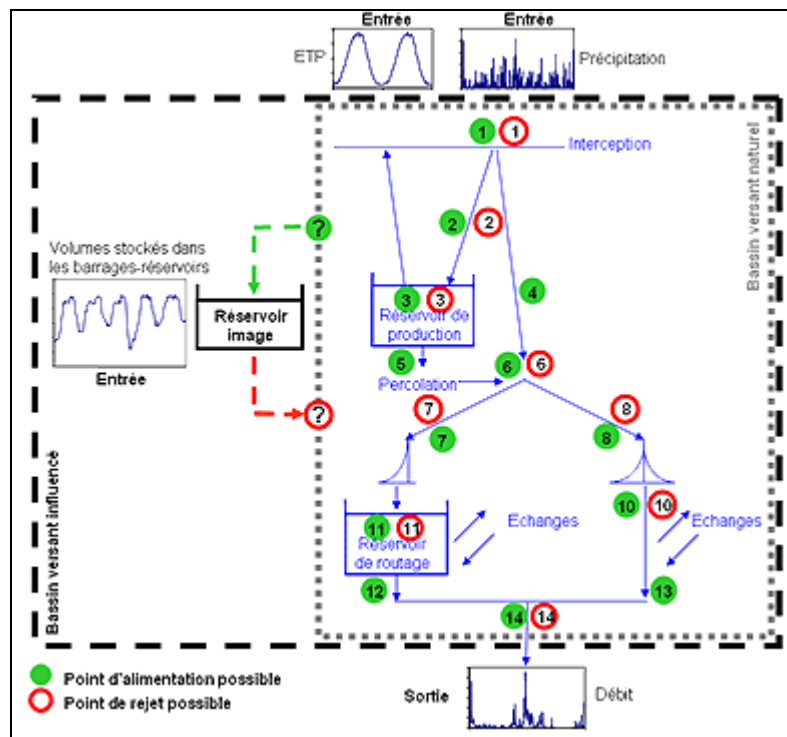 Entrée
Entrée
ETP
Précipitation
Bassin versant naturel
1 1
Interception
?
2 2
Volumes stockés dans
les barrages-réservoirs
4
Réservoir
image
3 3
Réservoir de
production
Entrée
5
6 6
Percolation
?
7
8
7
8
Bassin versant influencé
10 10
11 11
Echanges
Echanges
Réservoir
de routage
12
13
14 14
Point d'alimentation possible
Point de rejet possible
Sortie
Débit